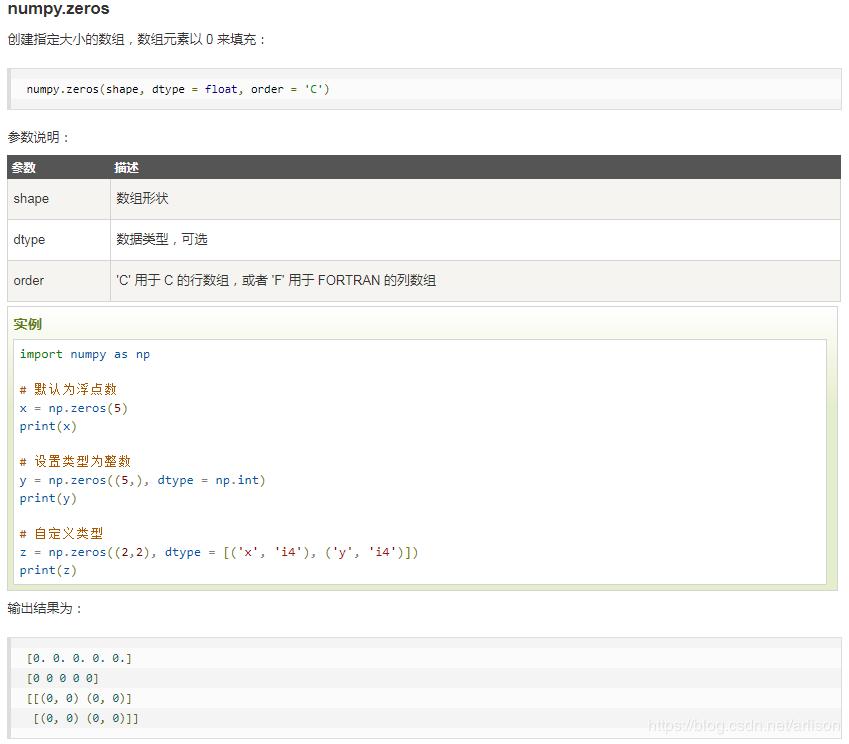 numpy.zeros
创建指定大小的数组，数组元素以 0 来填充：
numpy.zeros(shape, dtype = float, order = 'C')
参数说明：
参数 描述
shape 数组形状
dtype 数据类型，可选
order 'C' 用于 C 的行数组，或者 'F' 用于 FORTRAN 的列数组
实例
import numpy as np
# 默认为浮点数
x = np.zeros(5)
print(x)
# 设置类型为整数
y = np.zeros((5,), dtype = np.int)
print(y)
# 自定义类型
z = np.zeros((2,2), dtype = [('x', 'i4'), ('y', 'i4')])
print(z)
输出结果为：
[0. 0. 0. 0. 0.]
[0 0 0 0 0]
[[(0, 0) (0, 0)]
 [(0, 0) (0, 0)]]
https://blog.csdn.net/arlison